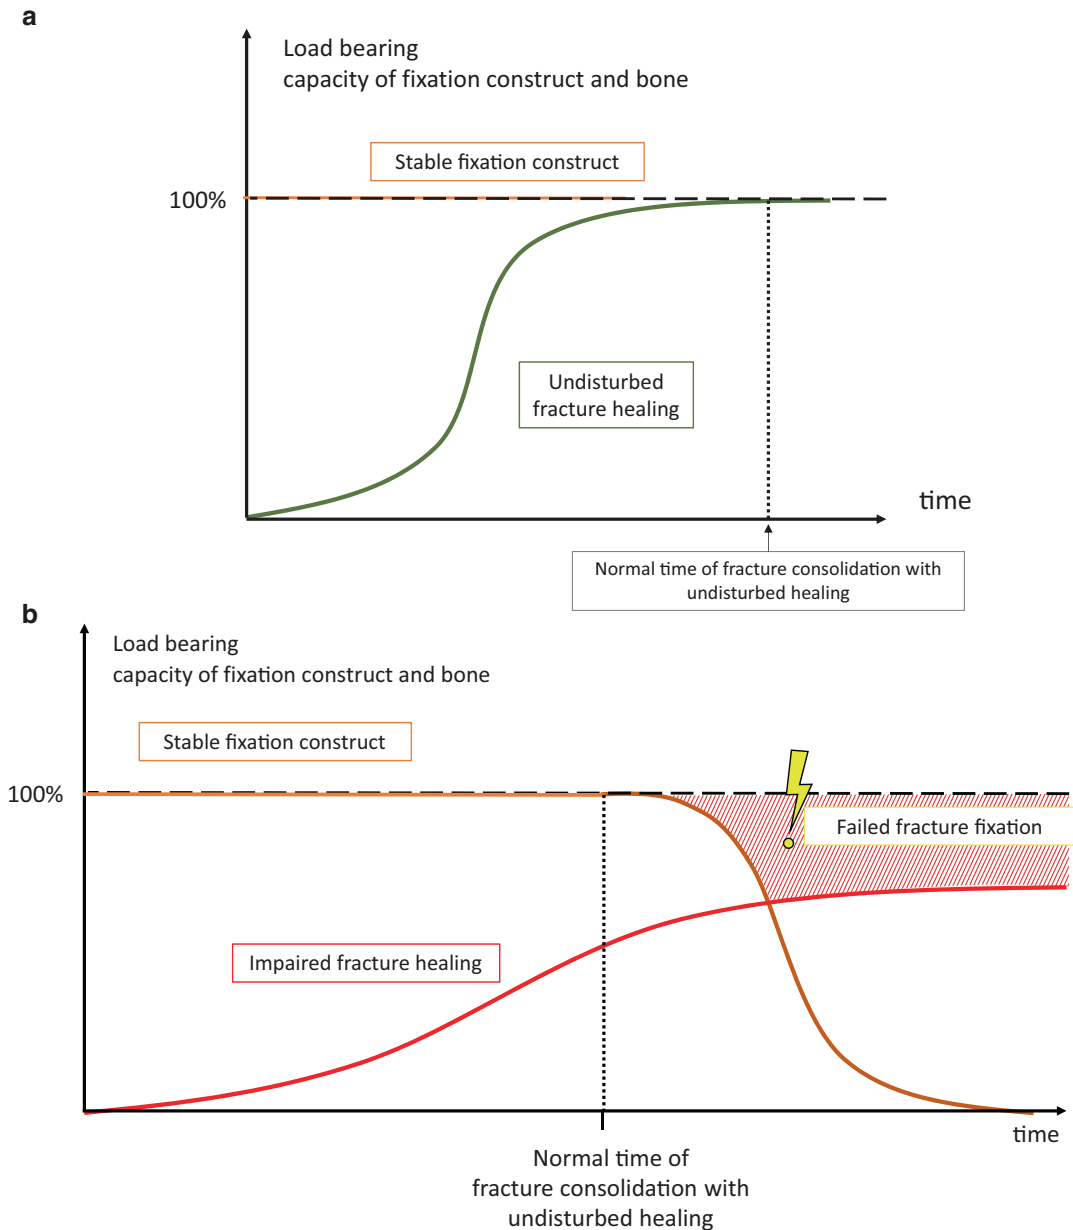 a
Load bearing
capacity of fixation construct and bone
Stable fixation construct
100%
Undisturbed
fracture healing
time
Normal time of fracture consolidation with
undisturbed healing
b
Load bearing
capacity of fixation construct and bone
Stable fixation construct
100%
Failed fracture fixation
Impaired fracture healing
time
Normal time of
fracture consolidation with
undisturbed healing